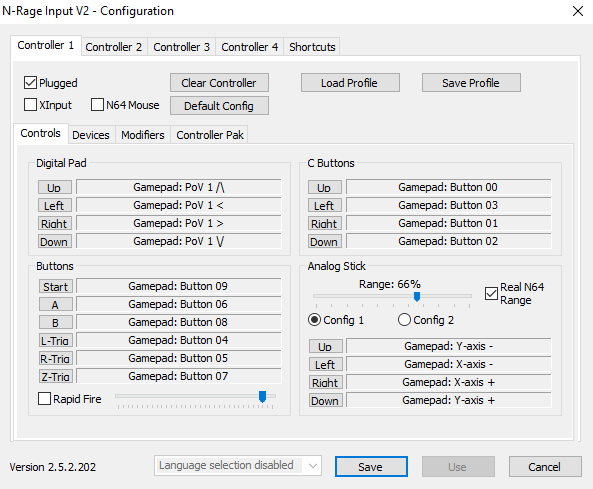 N-Rage Input V2 - Configuration
Controller 1 Controller 2 Controller 3 Controller 4 Shortcuts
Plugged Clear Controller Load Profile Save Profile
XInput N64 Mouse Default Config
Controls Devices Modifiers Controller Pak
Digital Pad
Up Gamepad: PoV 1 /\
Left Gamepad: PoV 1 <
Right Gamepad: PoV 1 >
Down Gamepad: PoV 1 \/
C Buttons
Up Gamepad: Button 00
Left Gamepad: Button 03
Right Gamepad: Button 01
Down Gamepad: Button 02
Buttons
Start Gamepad: Button 09
A Gamepad: Button 06
B Gamepad: Button 08
L-Trig Gamepad: Button 04
R-Trig Gamepad: Button 05
Z-Trig Gamepad: Button 07
Rapid Fire
Analog Stick
Range: 66%
Real N64
Range
Config 1 Config 2
Up Gamepad: Y-axis -
Left Gamepad: X-axis -
Right Gamepad: X-axis +
Down Gamepad: Y-axis +
Version 2.5.2.202 Language selection disabled Save Use Cancel